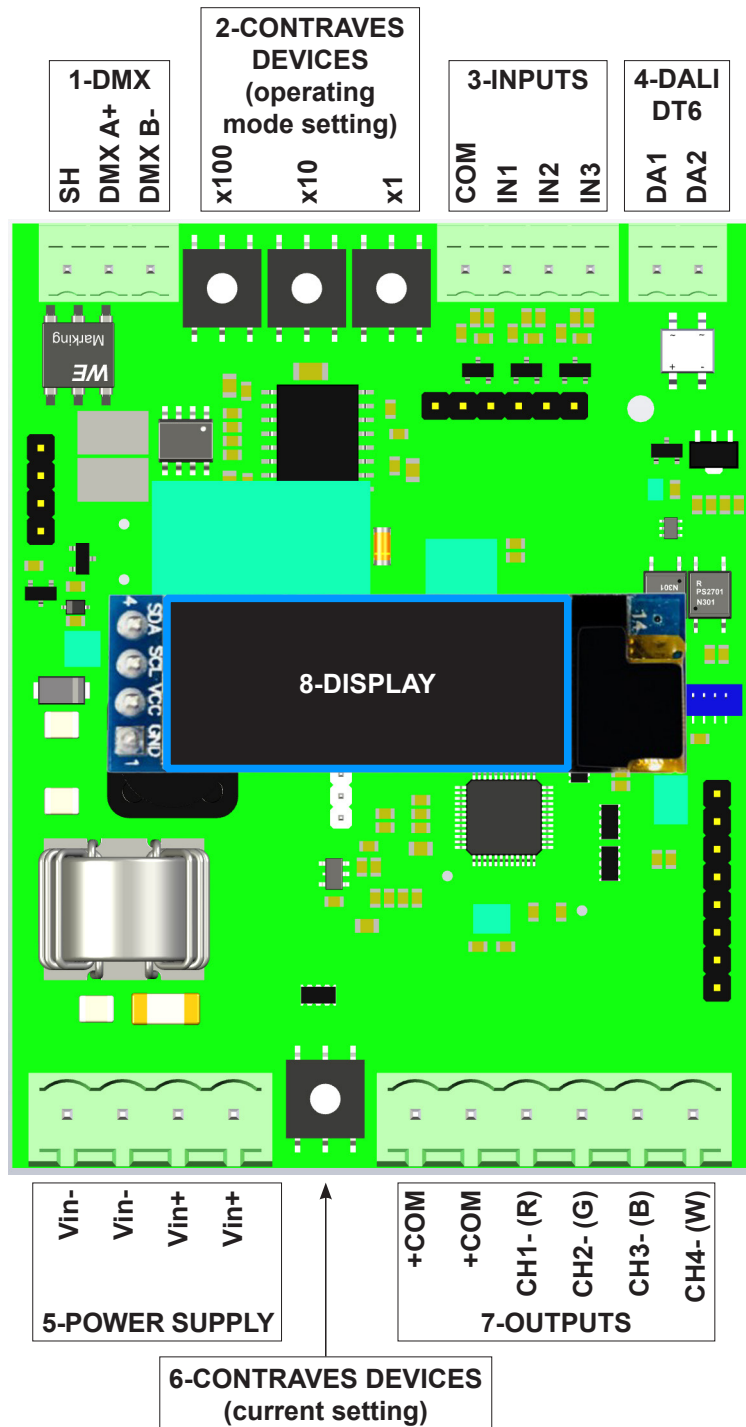 1-DMX
SH
DMX A+
DMX B-
2-CONTRAVES
DEVICES
(operating
mode setting)
x100
x10
x1
3-INPUTS
COM
IN1
IN2
IN3
4-DALI
DT6
DA1
DA2
WE
Marking
~
~
+
-
N301
R
PS2701
N301
4
SDA
SCL
VCC
GND
1
8-DISPLAY
14
Vin-
Vin-
Vin+
Vin+
5-POWER SUPPLY
+COM
+COM
CH1- (R)
CH2- (G)
CH3- (B)
CH4- (W)
7-OUTPUTS
6-CONTRAVES DEVICES
(current setting)